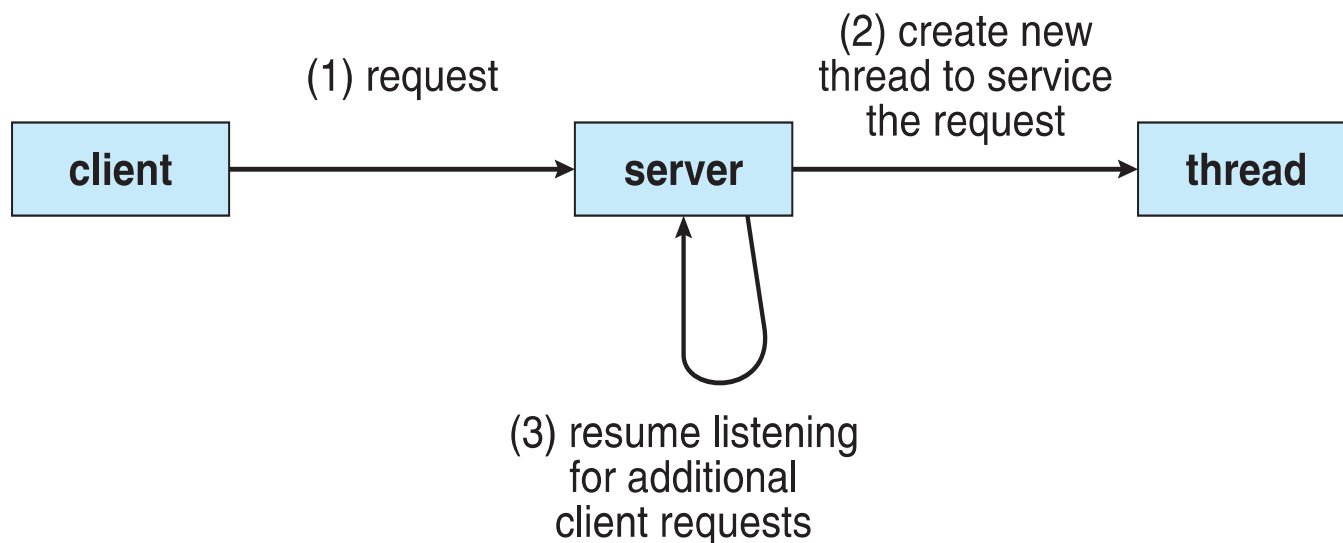 (1) request
(2) create new
thread to service
the request
client
server
thread
(3) resume listening
for additional
client requests